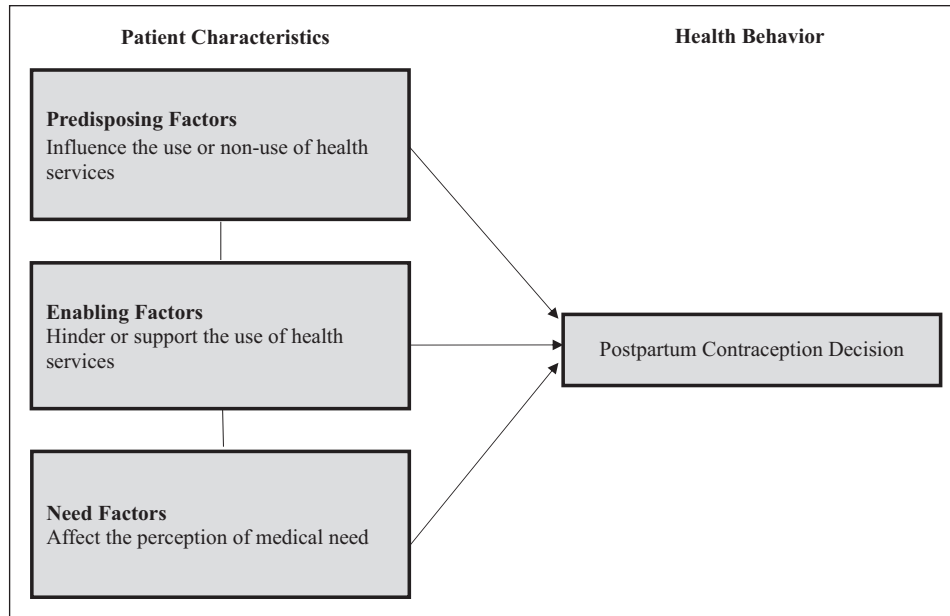 Patient Characteristics
Health Behavior
Predisposing Factors
Influence the use or non-use of health
services
Enabling Factors
Hinder or support the use of health
services
Need Factors
Affect the perception of medical need
Postpartum Contraception Decision